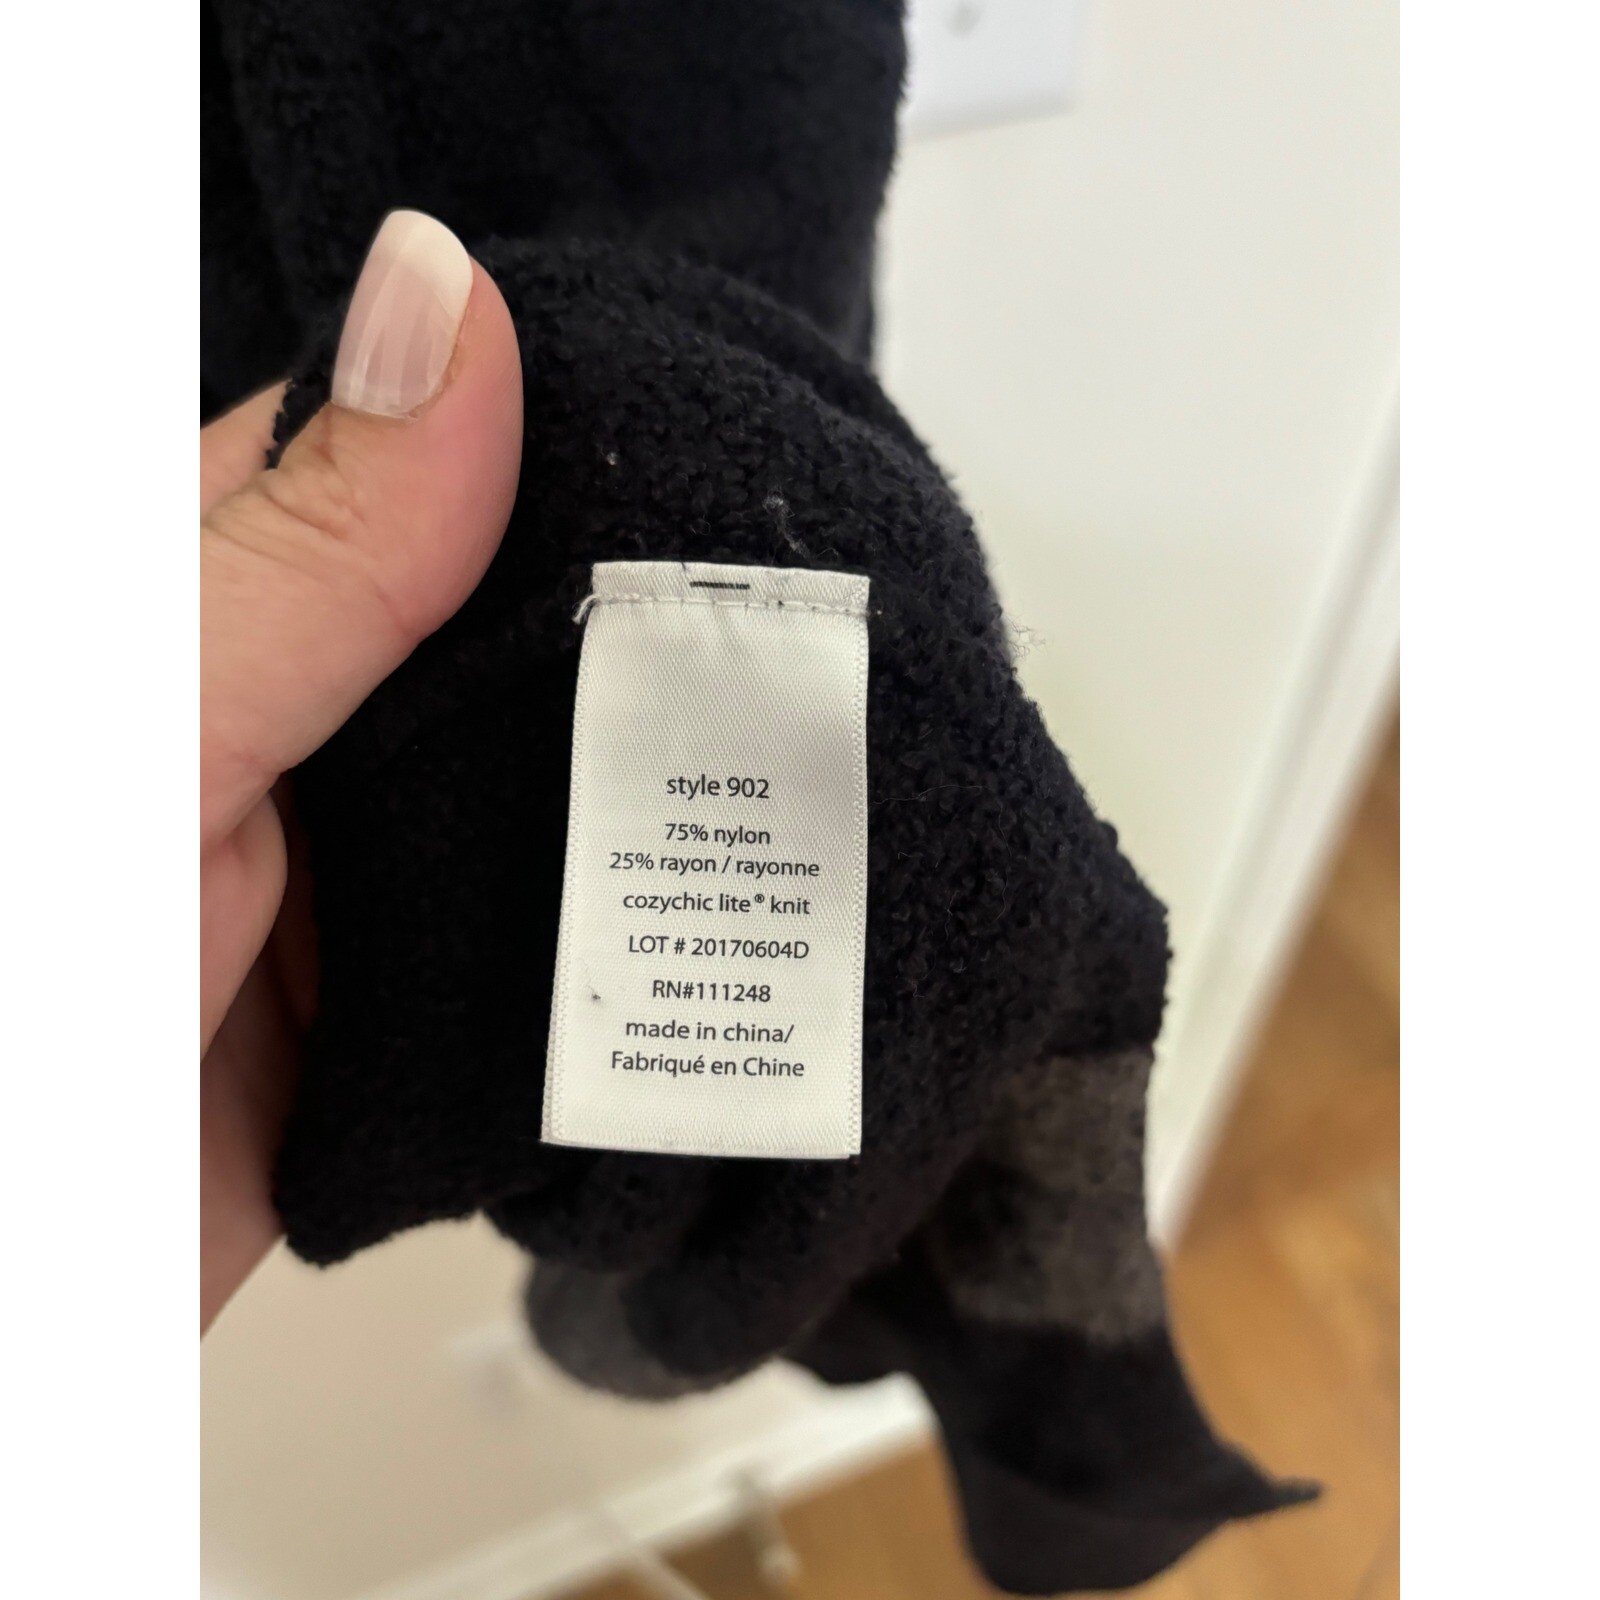 style 902
75% nylon
25% rayon / rayonne
cozychic lite® knit
LOT # 20170604D
RN#111248
made in china/
Fabriqué en Chine